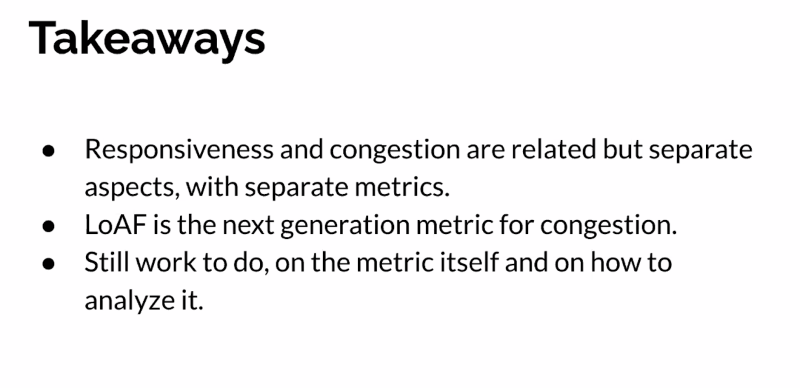 Takeaways
● Responsiveness and congestion are related but separate
aspects, with separate metrics.
● LoAF is the next generation metric for congestion.
● Still work to do, on the metric itself and on how to
analyze it.